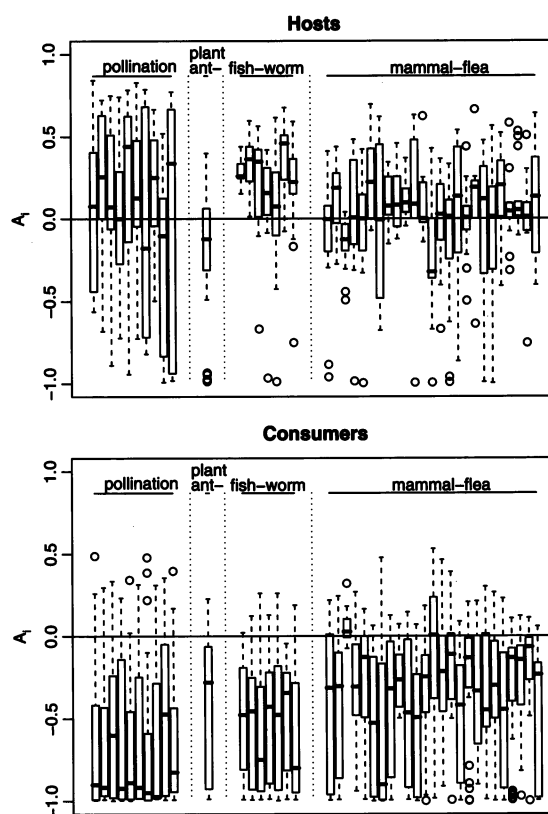 Hosts
plant
pollination ant– fish–worm mammal–flea
1.0
0.5
0.0
−0.5
−1.0
A_i
Consumers
plant
pollination ant– fish–worm mammal–flea
1.0
0.5
0.0
−0.5
−1.0
A_i